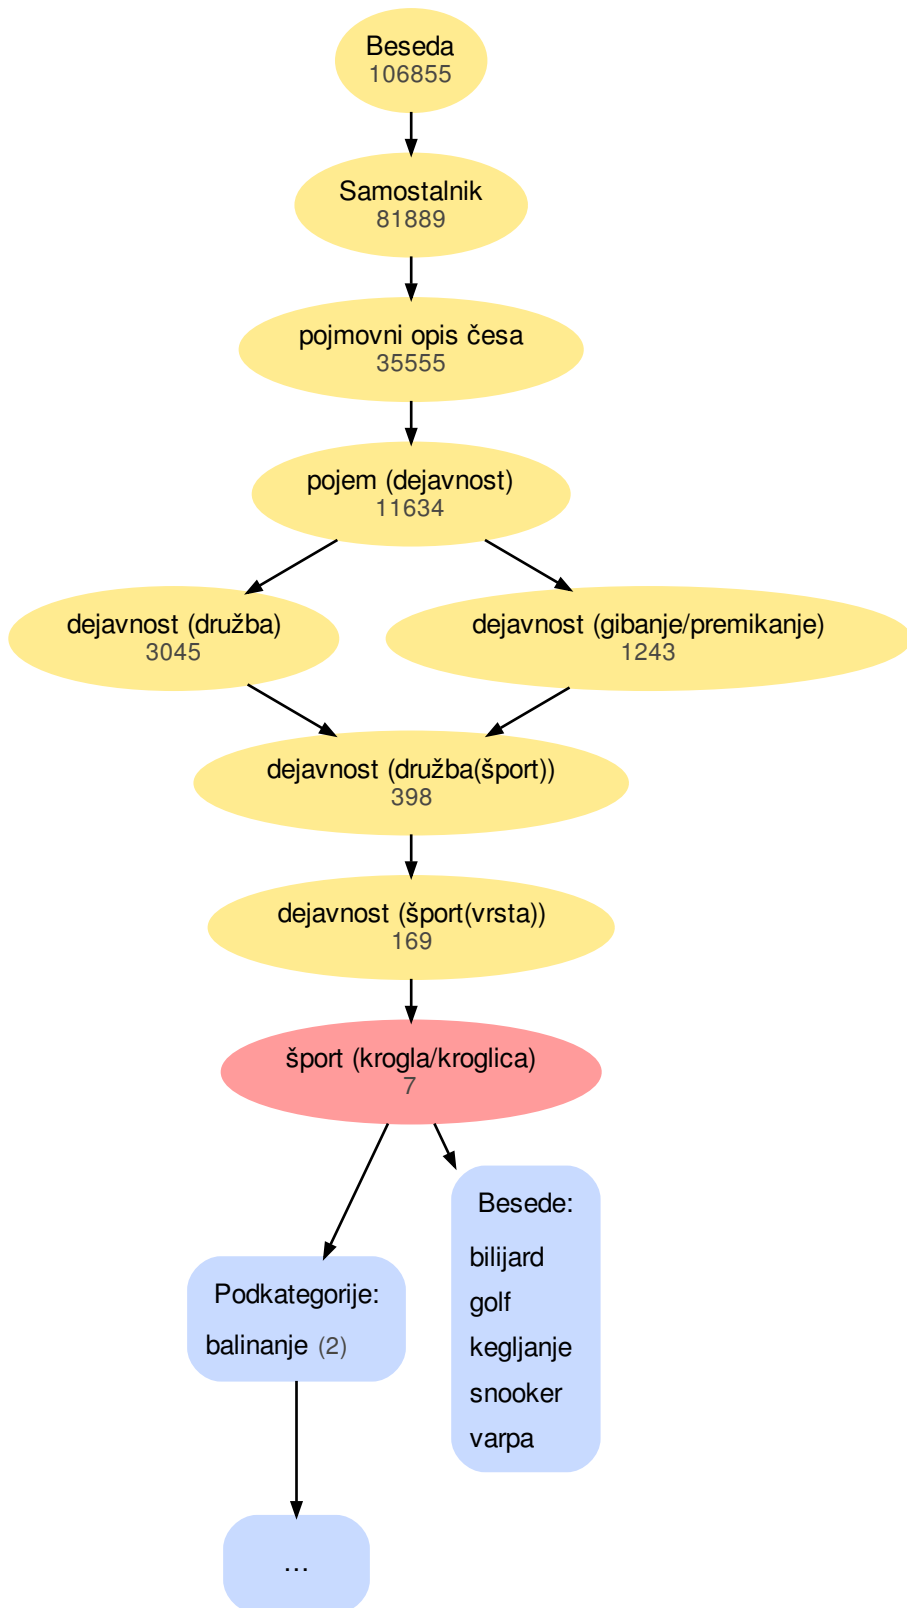 Beseda
106855
Samostalnik
81889
pojmovni opis česa
35555
pojem (dejavnost)
11634
dejavnost (družba)
3045
dejavnost (gibanje/premikanje)
1243
dejavnost (družba(šport))
398
dejavnost (šport(vrsta))
169
šport (krogla/kroglica)
7
Besede:
bilijard
golf
kegljanje
snooker
varpa
Podkategorije:
balinanje (2)
...